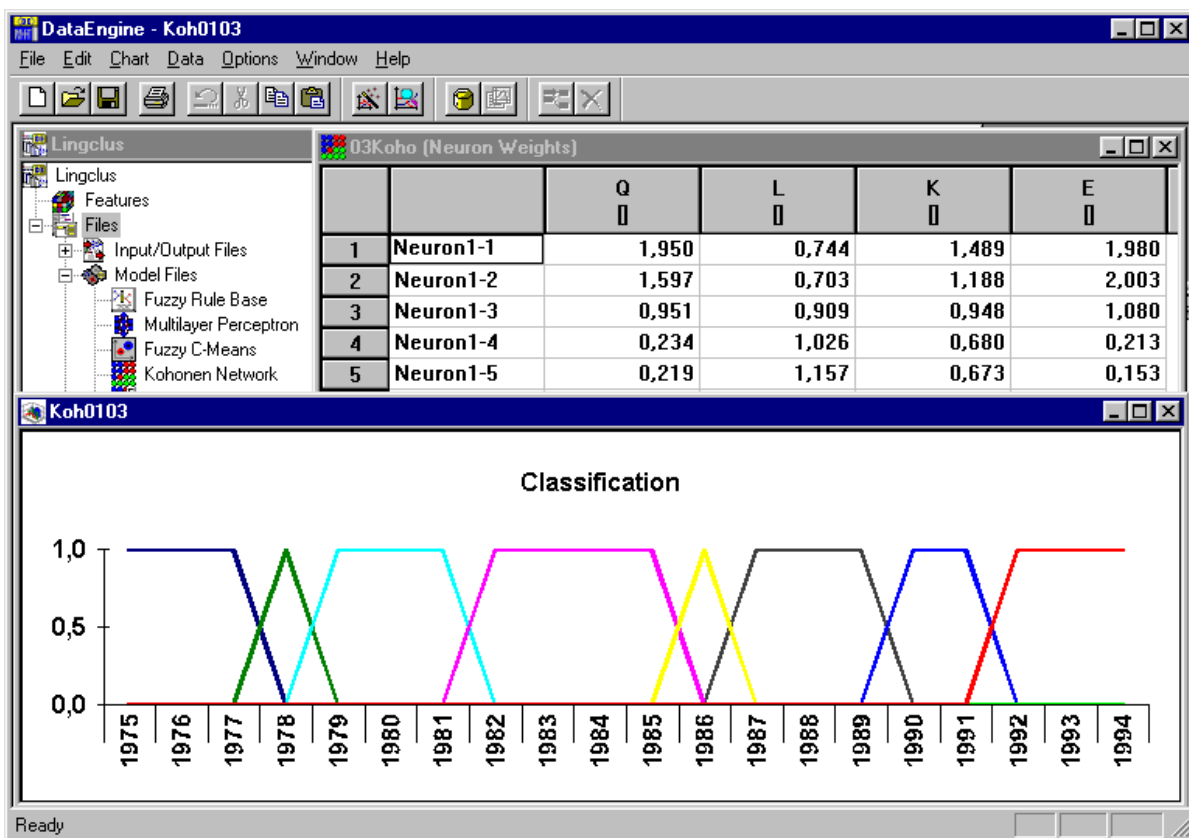 DataEngine - Koh0103
File Edit Chart Data Options Window Help
Lingclus
Lingclus
Features
Files
Input/Output Files
Model Files
Fuzzy Rule Base
Multilayer Perceptron
Fuzzy C-Means
Kohonen Network
03Koho (Neuron Weights)
Q L K E
[] [] [] []
1 Neuron1-1 1,950 0,744 1,489 1,980
2 Neuron1-2 1,597 0,703 1,188 2,003
3 Neuron1-3 0,951 0,909 0,948 1,080
4 Neuron1-4 0,234 1,026 0,680 0,213
5 Neuron1-5 0,219 1,157 0,673 0,153
Koh0103
Classification
1,0
0,5
0,0
1975 1976 1977 1978 1979 1980 1981 1982 1983 1984 1985 1986 1987 1988 1989 1990 1991 1992 1993 1994
Ready